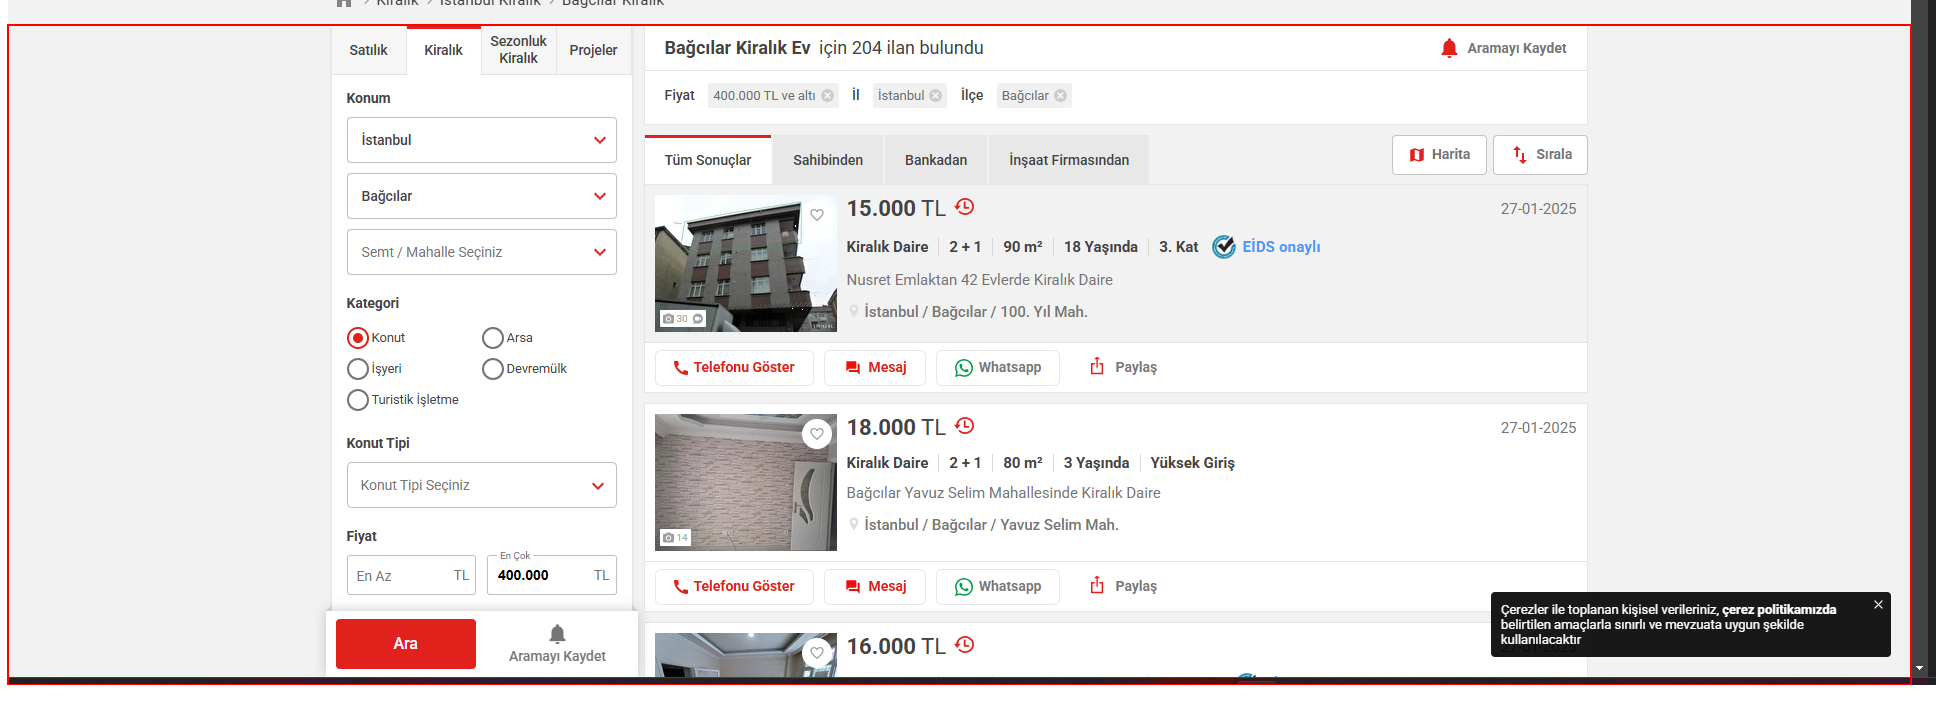 Kiralık > İstanbul Kiralık > Bağcılar Kiralık
Satılık
Kiralık
Sezonluk
Kiralık
Projeler
Konum
İstanbul
Bağcılar
Semt / Mahalle Seçiniz
Kategori
Konut
Arsa
İşyeri
Devremülk
Turistik İşletme
Konut Tipi
Konut Tipi Seçiniz
Fiyat
En Az TL
En Çok
400.000 TL
Ara
Aramayı Kaydet
Bağcılar Kiralık Ev için 204 ilan bulundu
Aramayı Kaydet
Fiyat 400.000 TL ve altı İl İstanbul İlçe Bağcılar
Tüm Sonuçlar
Sahibinden
Bankadan
İnşaat Firmasından
Harita
Sırala
30
15.000 TL
27-01-2025
Kiralık Daire 2 + 1 90 m² 18 Yaşında 3. Kat EİDS onaylı
Nusret Emlaktan 42 Evlerde Kiralık Daire
İstanbul / Bağcılar / 100. Yıl Mah.
Telefonu Göster
Mesaj
Whatsapp
Paylaş
14
18.000 TL
27-01-2025
Kiralık Daire 2 + 1 80 m² 3 Yaşında Yüksek Giriş
Bağcılar Yavuz Selim Mahallesinde Kiralık Daire
İstanbul / Bağcılar / Yavuz Selim Mah.
Telefonu Göster
Mesaj
Whatsapp
Paylaş
16.000 TL
27-01-2025
Çerezler ile toplanan kişisel verileriniz, çerez politikamızda
belirtilen amaçlarla sınırlı ve mevzuata uygun şekilde
kullanılacaktır